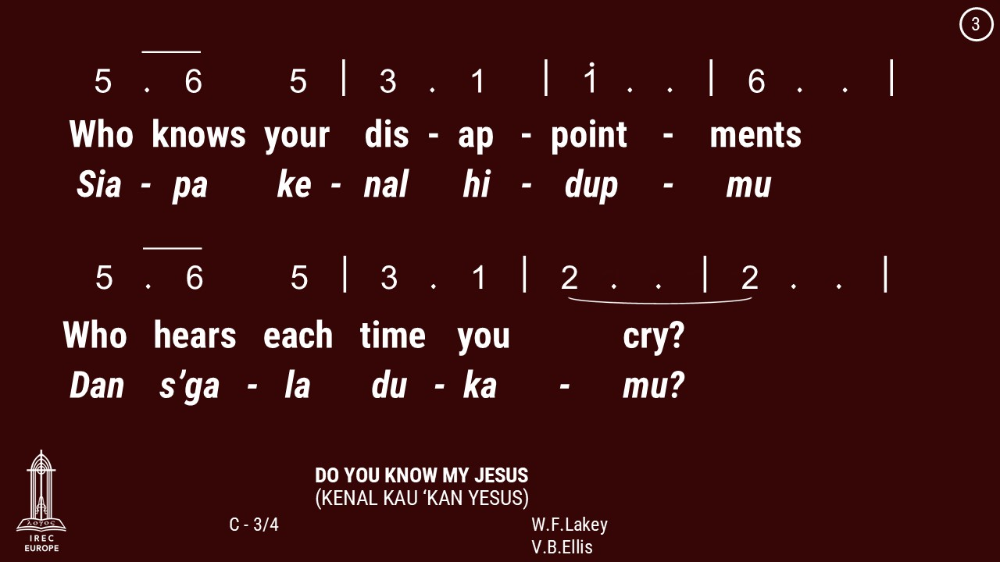 3
5 . 6 5 | 3 . 1 | 1̇ . . | 6 . . |
Who knows your dis - ap - point - ments
Sia - pa ke - nal hi - dup - mu
5 . 6 5 | 3 . 1 | 2 . . | 2 . . |
Who hears each time you cry?
Dan s’ga - la du - ka - mu?
DO YOU KNOW MY JESUS
(KENAL KAU ‘KAN YESUS)
C - 3/4
W.F.Lakey
V.B.Ellis
λογος
IREC
EUROPE